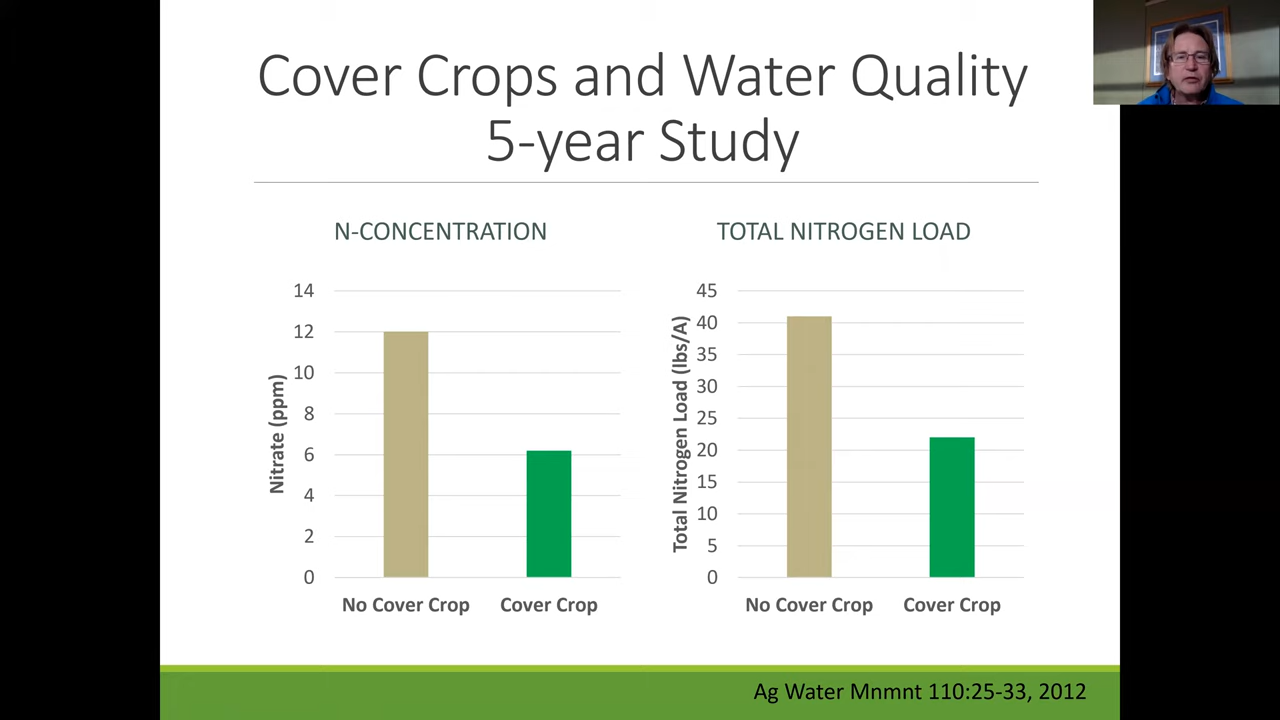 Cover Crops and Water Quality
5-year Study
N-CONCENTRATION
14
12
10
8
6
4
2
0
Nitrate (ppm)
No Cover Crop
Cover Crop
TOTAL NITROGEN LOAD
45
40
35
30
25
20
15
10
5
0
Total Nitrogen Load (lbs/A)
No Cover Crop
Cover Crop
Ag Water Mnmnt 110:25-33, 2012